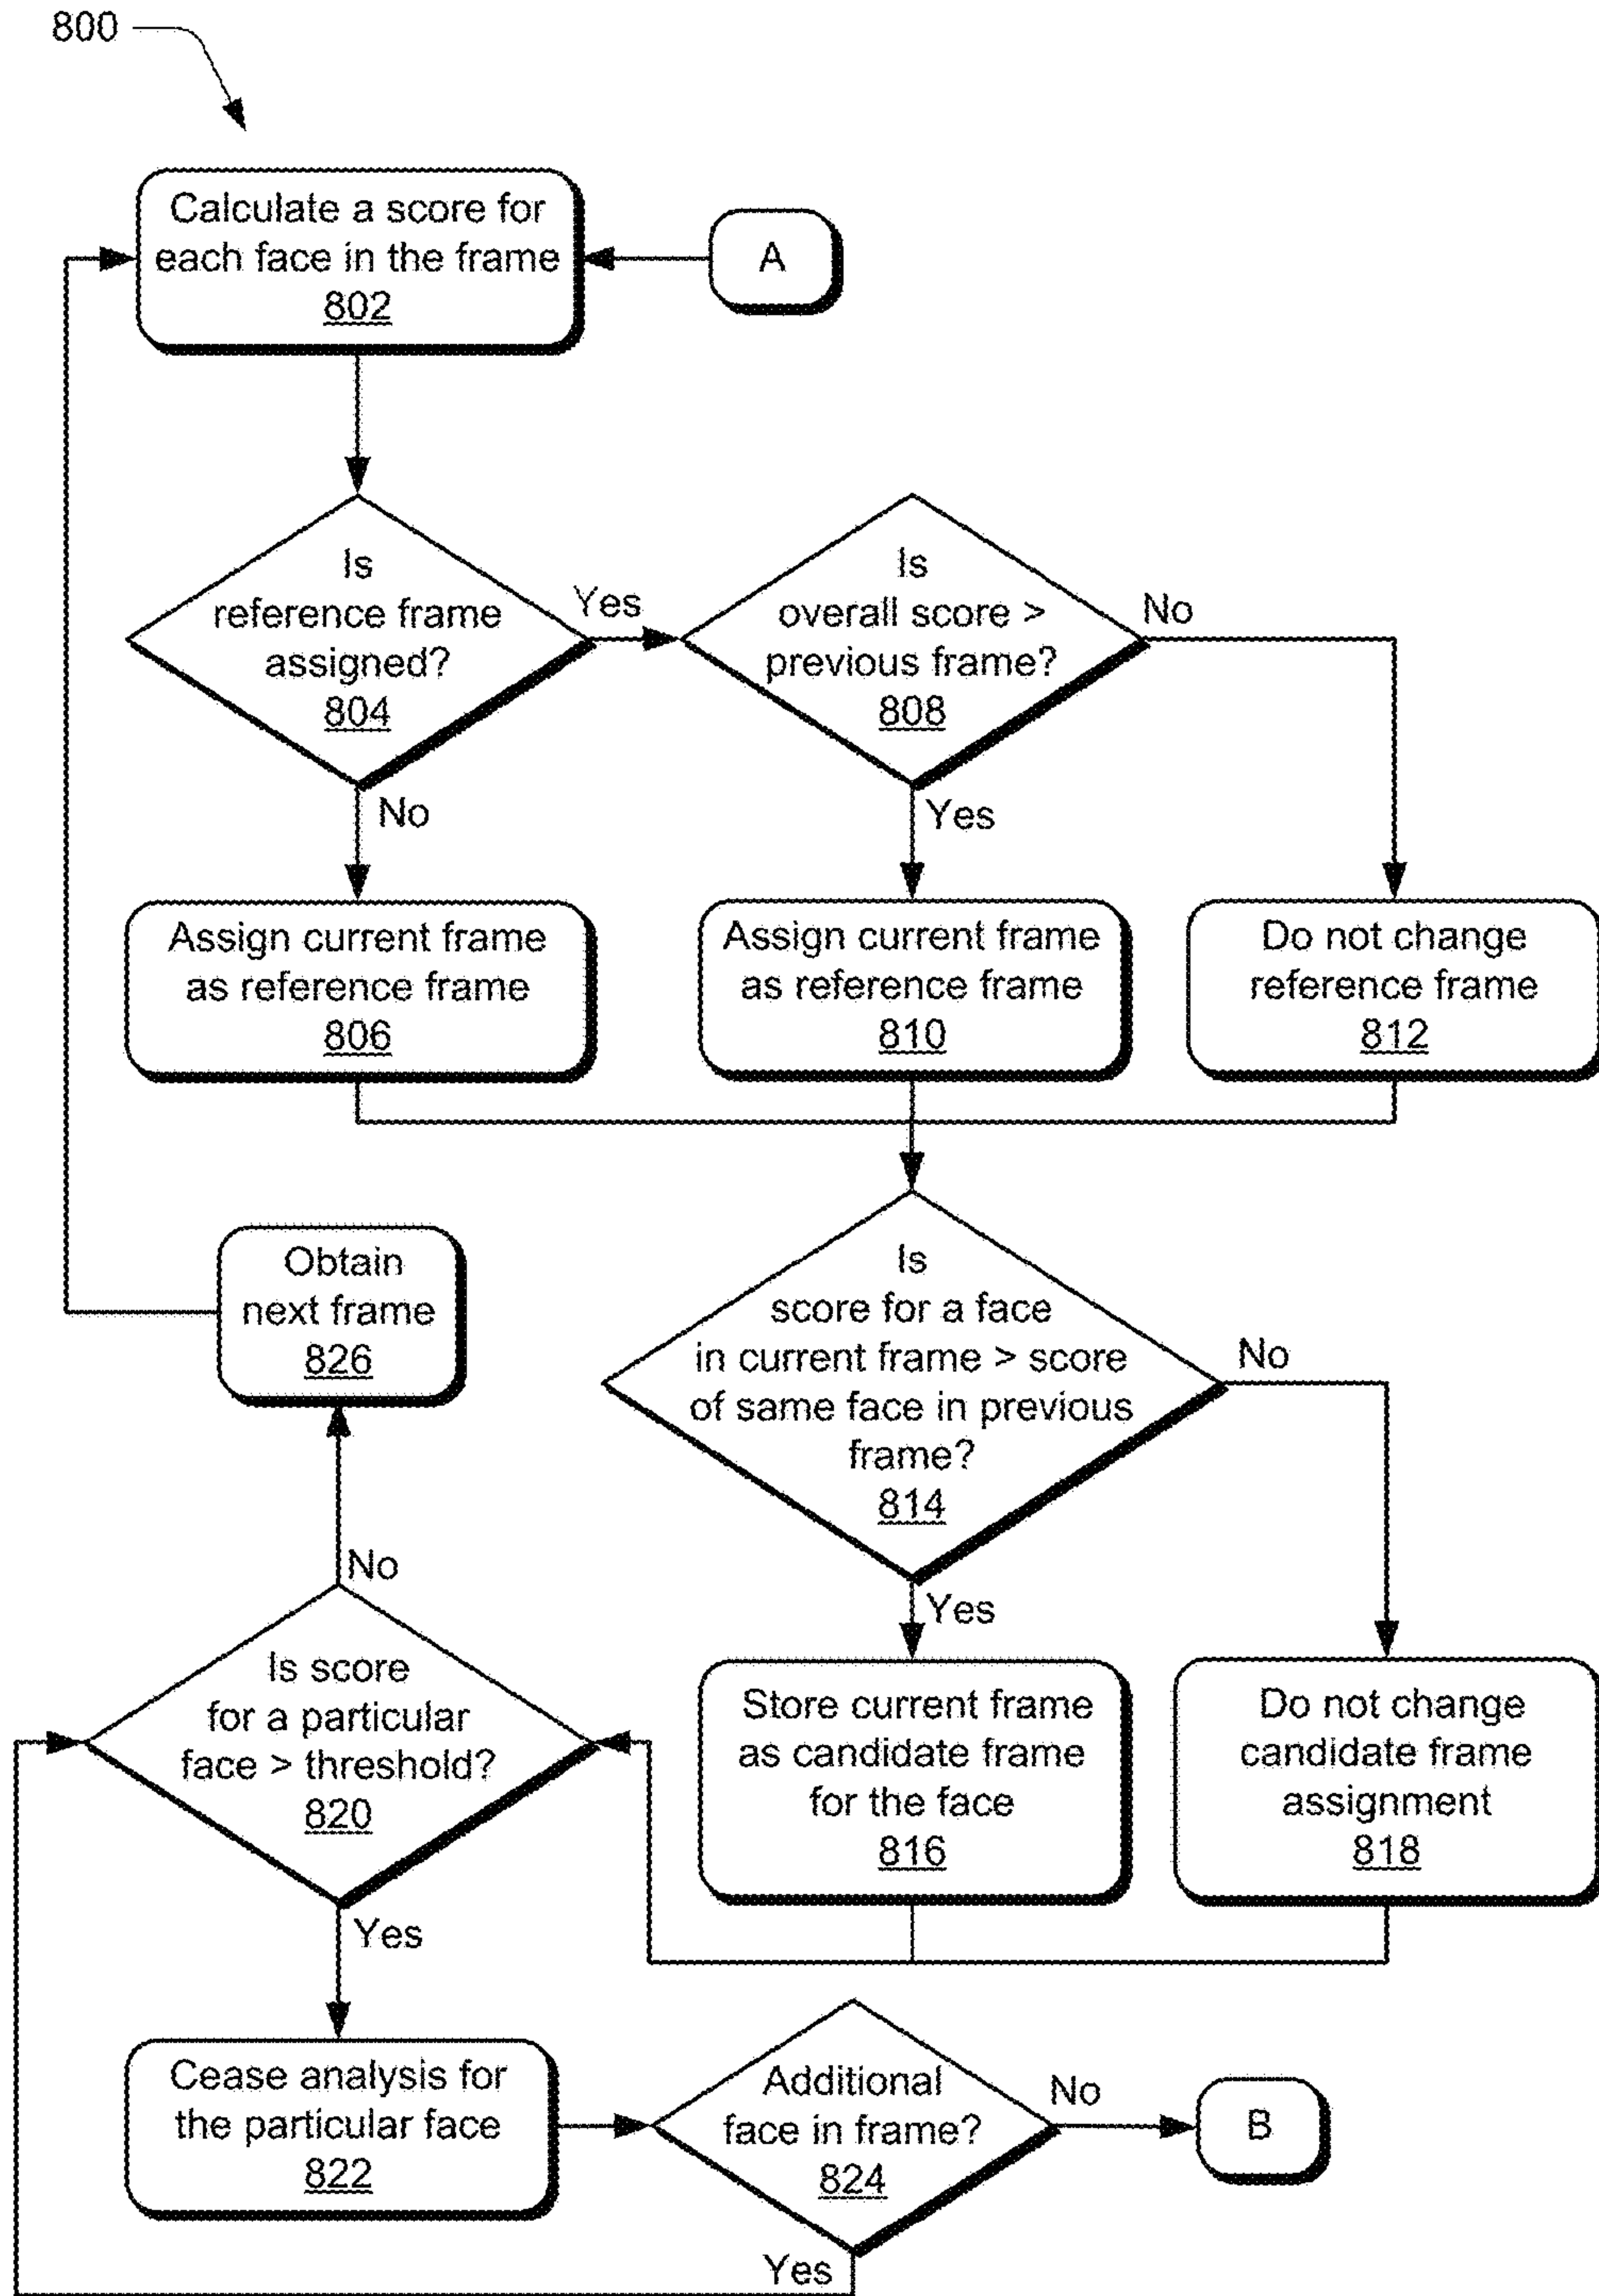 800
Calculate a score for
each face in the frame
802
A
Is
reference frame
assigned?
804
Yes
No
Is
overall score >
previous frame?
808
No
Yes
Assign current frame
as reference frame
806
Assign current frame
as reference frame
810
Do not change
reference frame
812
Obtain
next frame
826
Is
score for a face
in current frame > score
of same face in previous
frame?
814
No
Yes
No
Is score
for a particular
face > threshold?
820
Yes
Store current frame
as candidate frame
for the face
816
Do not change
candidate frame
assignment
818
Cease analysis for
the particular face
822
Additional
face in frame?
824
No
Yes
B